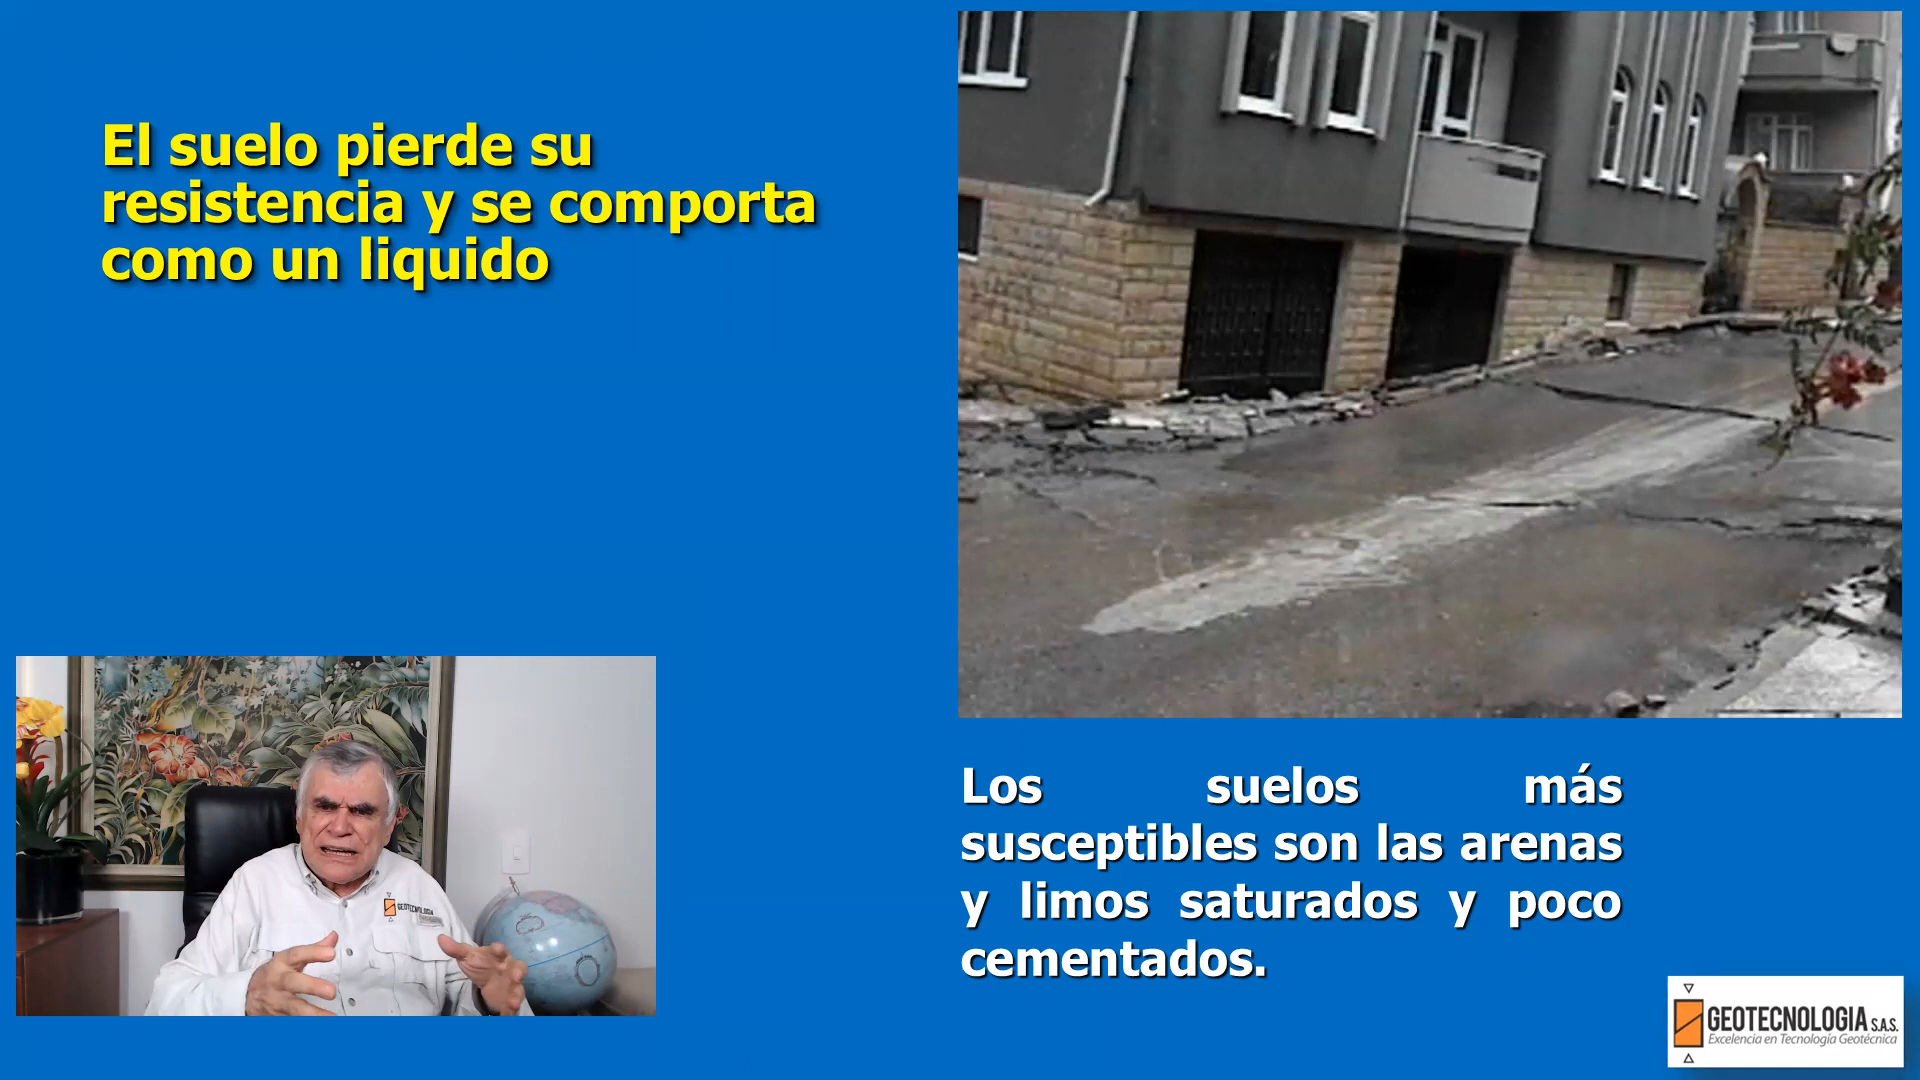 El suelo pierde su
resistencia y se comporta
como un liquido
Los suelos más
susceptibles son las arenas
y limos saturados y poco
cementados.
GEOTECNOLOGIA
GEOTECNOLOGIA S.A.S.
Excelencia en Tecnología Geotécnica